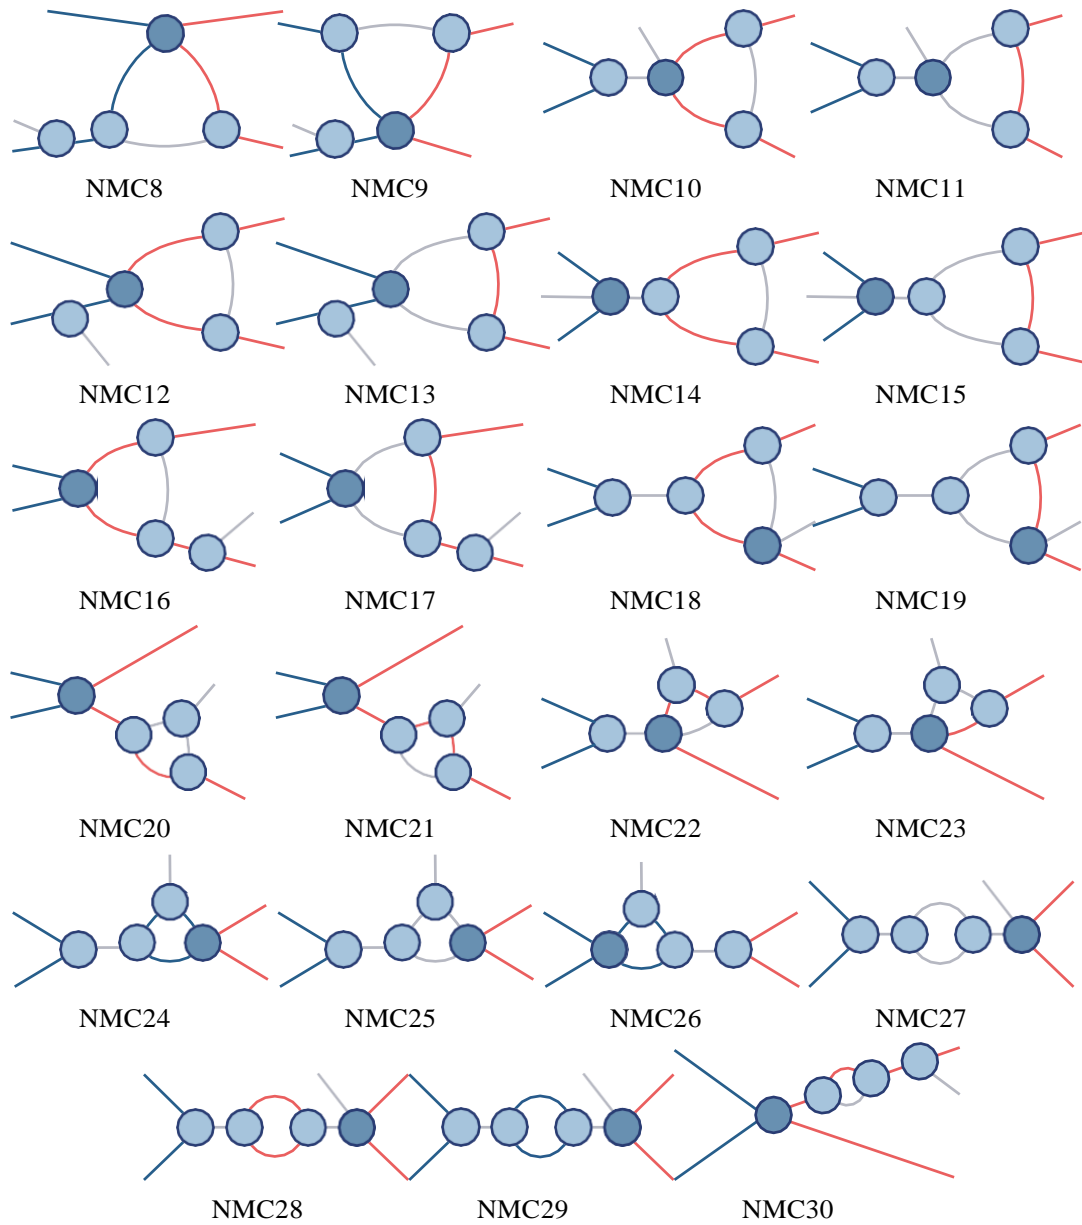 NMC8 NMC9 NMC10 NMC11
NMC12 NMC13 NMC14 NMC15
NMC16 NMC17 NMC18 NMC19
NMC20 NMC21 NMC22 NMC23
NMC24 NMC25 NMC26 NMC27
NMC28 NMC29 NMC30